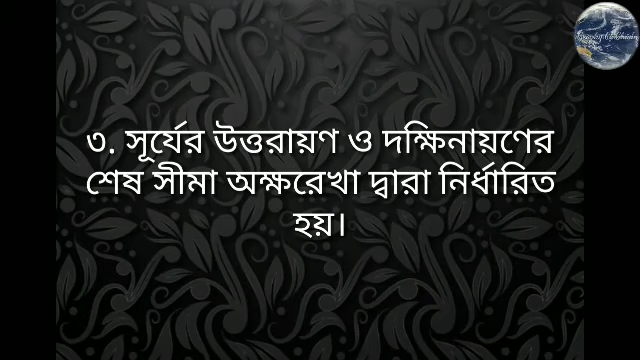 ৩. সূর্যের উত্তরায়ণ ও দক্ষিনায়ণের
শেষ সীমা অক্ষরেখা দ্বারা নির্ধারিত
হয়।